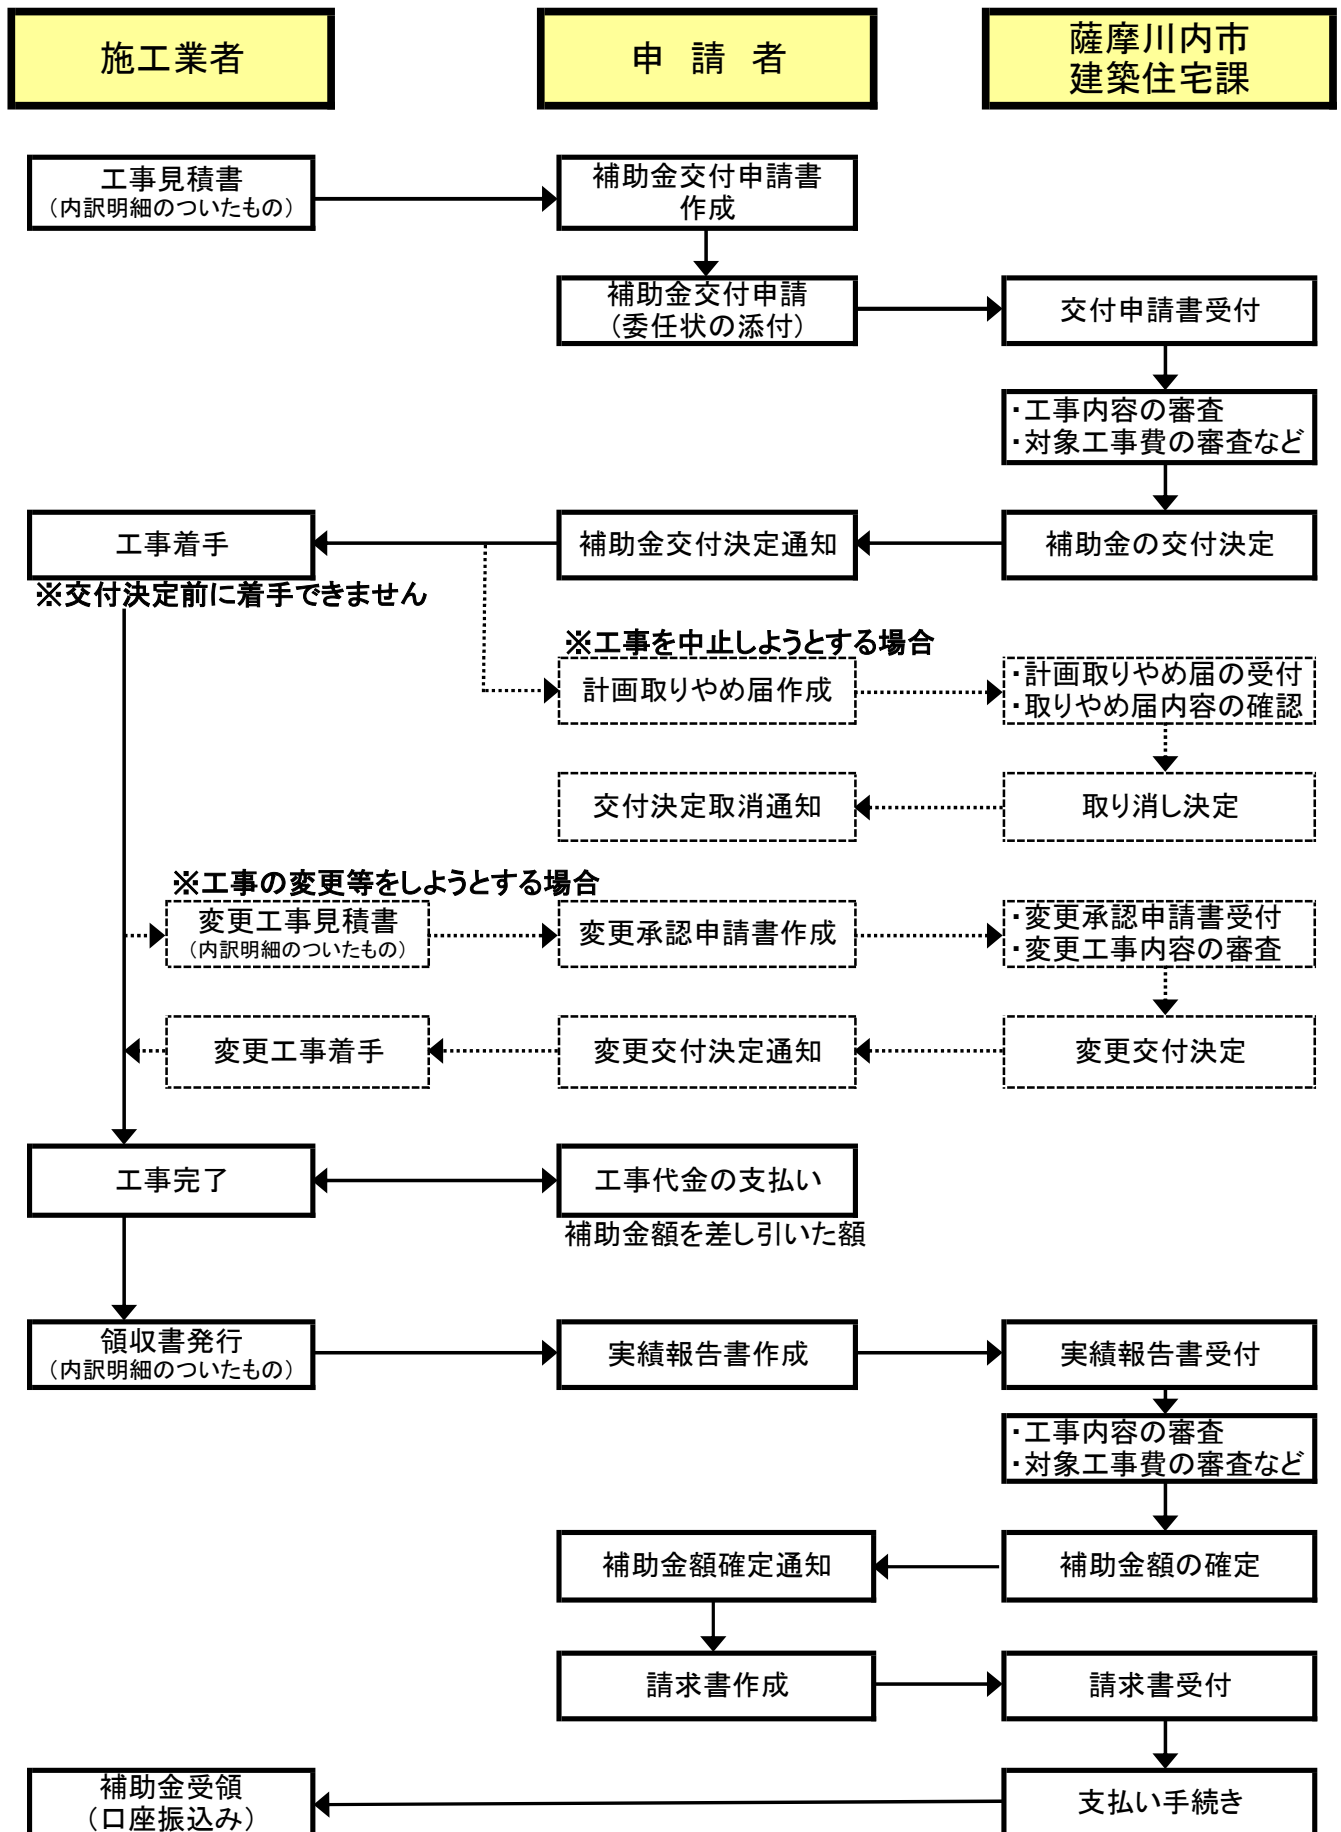 施工業者
申 請 者
薩摩川内市
建築住宅課
工事見積書
（内訳明細のついたもの）
補助金交付申請書
作成
補助金交付申請
（委任状の添付）
交付申請書受付
・工事内容の審査
・対象工事費の審査など
工事着手
補助金交付決定通知
補助金の交付決定
※交付決定前に着手できません
※工事を中止しようとする場合
計画取りやめ届作成
・計画取りやめ届の受付
・取りやめ届内容の確認
交付決定取消通知
取り消し決定
※工事の変更等をしようとする場合
変更工事見積書
（内訳明細のついたもの）
変更承認申請書作成
・変更承認申請書受付
・変更工事内容の審査
変更工事着手
変更交付決定通知
変更交付決定
工事完了
工事代金の支払い
補助金額を差し引いた額
領収書発行
（内訳明細のついたもの）
実績報告書作成
実績報告書受付
・工事内容の審査
・対象工事費の審査など
補助金額確定通知
補助金額の確定
請求書作成
請求書受付
補助金受領
（口座振込み）
支払い手続き